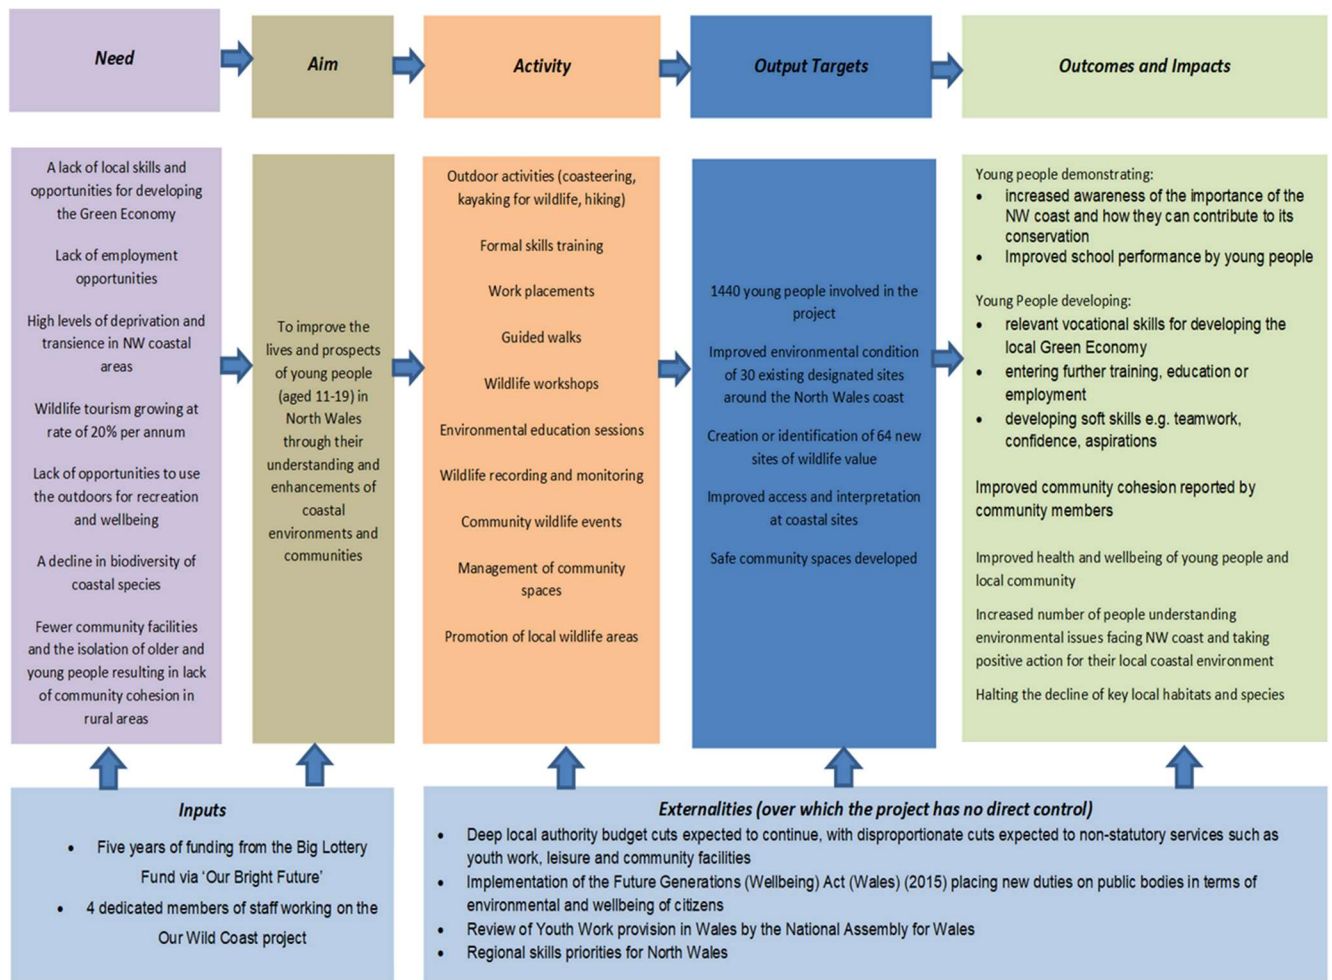 Need
Aim
Activity
Output Targets
Outcomes and Impacts
A lack of local skills and
opportunities for developing
the Green Economy
Lack of employment
opportunities
High levels of deprivation and
transience in NW coastal
areas
Wildlife tourism growing at
rate of 20% per annum
Lack of opportunities to use
the outdoors for recreation
and wellbeing
A decline in biodiversity of
coastal species
Fewer community facilities
and the isolation of older and
young people resulting in lack
of community cohesion in
rural areas
To improve the
lives and prospects
of young people
(aged 11-19) in
North Wales
through their
understanding and
enhancements of
coastal
environments and
communities
Outdoor activities (coasteering,
kayaking for wildlife, hiking)
Formal skills training
Work placements
Guided walks
Wildlife workshops
Environmental education sessions
Wildlife recording and monitoring
Community wildlife events
Management of community
spaces
Promotion of local wildlife areas
1440 young people involved in the
project
Improved environmental condition
of 30 existing designated sites
around the North Wales coast
Creation or identification of 64 new
sites of wildlife value
Improved access and interpretation
at coastal sites
Safe community spaces developed
Young people demonstrating:
• increased awareness of the importance of the
NW coast and how they can contribute to its
conservation
• Improved school performance by young people
Young People developing:
• relevant vocational skills for developing the
local Green Economy
• entering further training, education or
employment
• developing soft skills e.g. teamwork,
confidence, aspirations
Improved community cohesion reported by
community members
Improved health and wellbeing of young people and
local community
Increased number of people understanding
environmental issues facing NW coast and taking
positive action for their local coastal environment
Halting the decline of key local habitats and species
Inputs
• Five years of funding from the Big Lottery
Fund via ‘Our Bright Future’
• 4 dedicated members of staff working on the
Our Wild Coast project
Externalities (over which the project has no direct control)
• Deep local authority budget cuts expected to continue, with disproportionate cuts expected to non-statutory services such as
youth work, leisure and community facilities
• Implementation of the Future Generations (Wellbeing) Act (Wales) (2015) placing new duties on public bodies in terms of
environmental and wellbeing of citizens
• Review of Youth Work provision in Wales by the National Assembly for Wales
• Regional skills priorities for North Wales